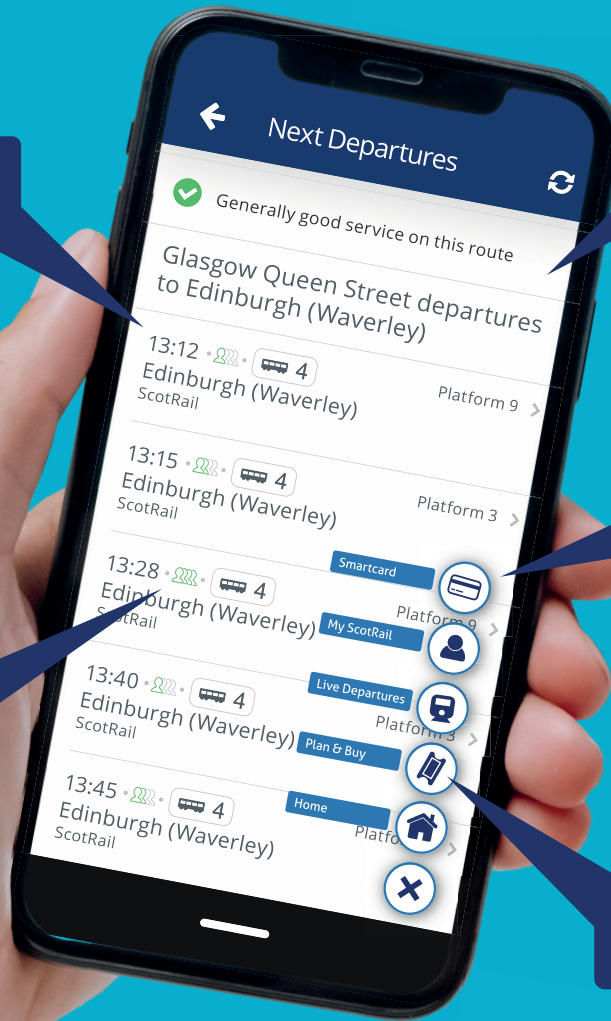 Next Departures
Generally good service on this route
Glasgow Queen Street departures
to Edinburgh (Waverley)
13:12 4
Edinburgh (Waverley)
ScotRail
Platform 9
13:15 4
Edinburgh (Waverley)
ScotRail
Platform 3
13:28 4
Edinburgh (Waverley)
ScotRail
Platform 9
13:40 4
Edinburgh (Waverley)
ScotRail
Platform 3
13:45 4
Edinburgh (Waverley)
ScotRail
Platfo
Smartcard
My ScotRail
Live Departures
Plan & Buy
Home